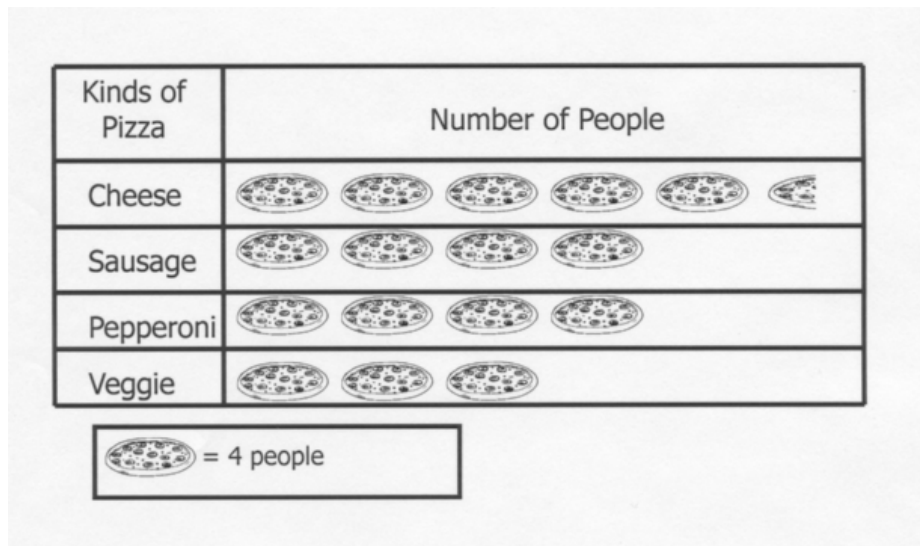 Kinds of
Pizza
Number of People
Cheese
Sausage
Pepperoni
Veggie
= 4 people